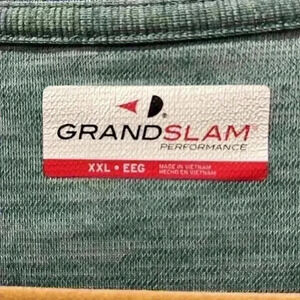 GRANDSLAM
PERFORMANCE
XXL • EEG
MADE IN VIETNAM
HECHO EN VIETNAM